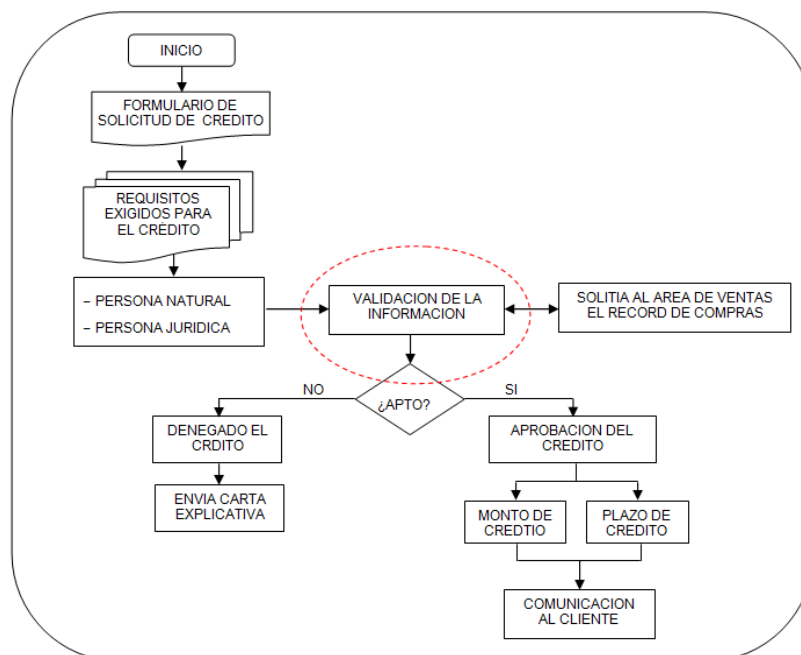 INICIO
FORMULARIO DE
SOLICITUD DE CREDITO
REQUISITOS
EXIGIDOS PARA
EL CRÉDITO
– PERSONA NATURAL
– PERSONA JURIDICA
VALIDACION DE LA
INFORMACION
SOLITIA AL AREA DE VENTAS
EL RECORD DE COMPRAS
NO
¿APTO?
SI
DENEGADO EL
CRDITO
APROBACION DEL
CREDITO
ENVIA CARTA
EXPLICATIVA
MONTO DE
CREDTIO
PLAZO DE
CREDITO
COMUNICACION
AL CLIENTE